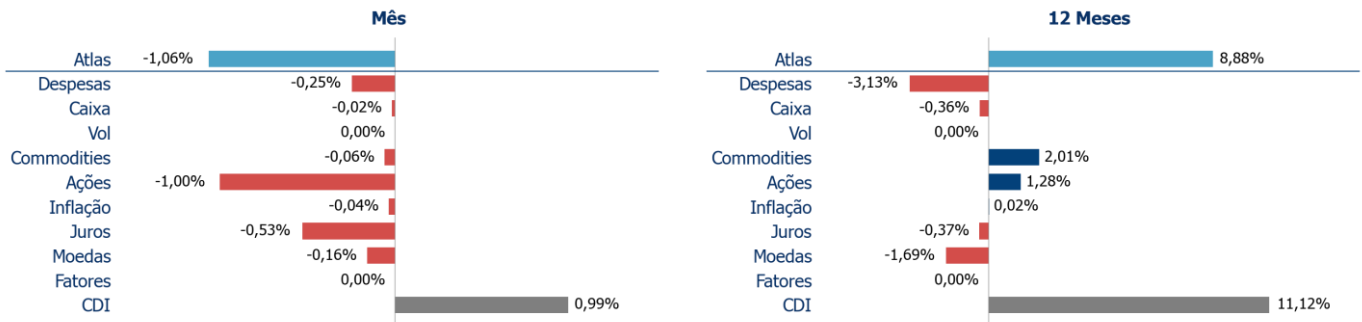 Mês
Atlas -1,06%
Despesas -0,25%
Caixa -0,02%
Vol 0,00%
Commodities -0,06%
Ações -1,00%
Inflação -0,04%
Juros -0,53%
Moedas -0,16%
Fatores 0,00%
CDI 0,99%
12 Meses
Atlas 8,88%
Despesas -3,13%
Caixa -0,36%
Vol 0,00%
Commodities 2,01%
Ações 1,28%
Inflação 0,02%
Juros -0,37%
Moedas -1,69%
Fatores 0,00%
CDI 11,12%